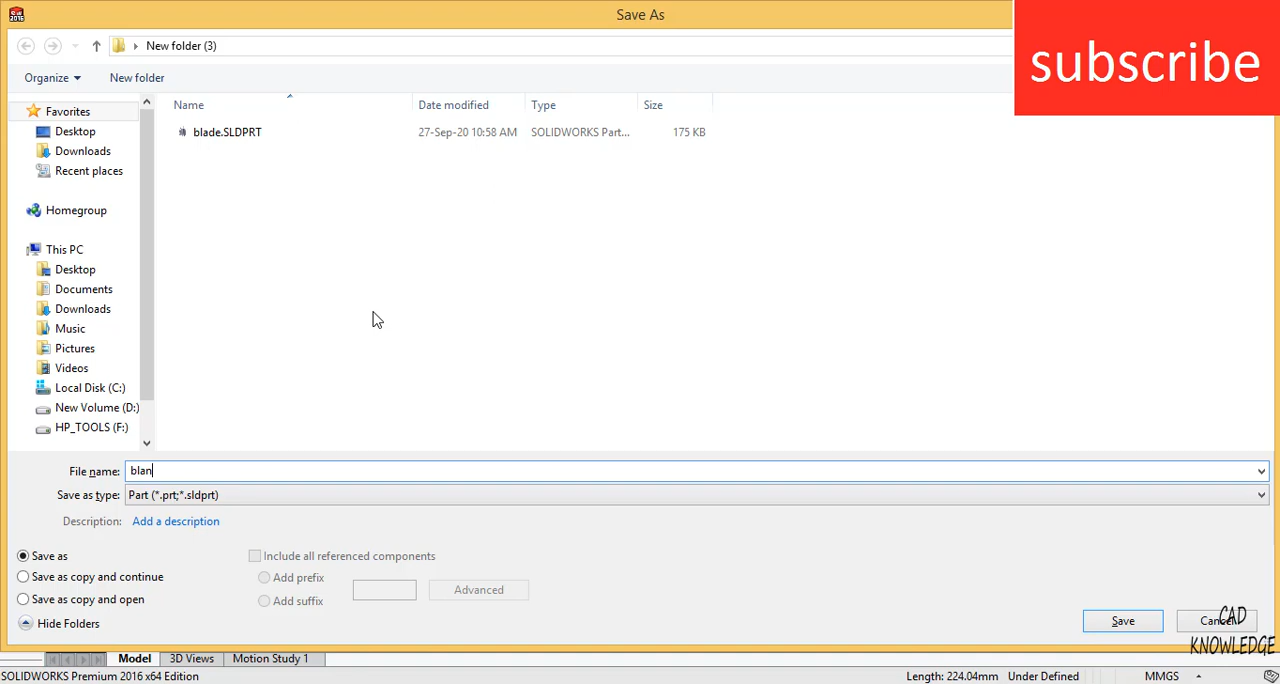 Save As
subscribe
New folder (3)
Organize
New folder
Name
Date modified
Type
Size
blade.SLDPRT
27-Sep-20 10:58 AM
SOLIDWORKS Part...
175 KB
Favorites
Desktop
Downloads
Recent places
Homegroup
This PC
Desktop
Documents
Downloads
Music
Pictures
Videos
Local Disk (C:)
New Volume (D:)
HP_TOOLS (F:)
File name:
blan
Save as type:
Part (*.prt;*.sldprt)
Description:
Add a description
Save as
Include all referenced components
Save as copy and continue
Add prefix
Advanced
Save as copy and open
Add suffix
Hide Folders
Save
Cancel
CAD
KNOWLEDGE
Model
3D Views
Motion Study 1
SOLIDWORKS Premium 2016 x64 Edition
Length: 224.04mm
Under Defined
MMGS